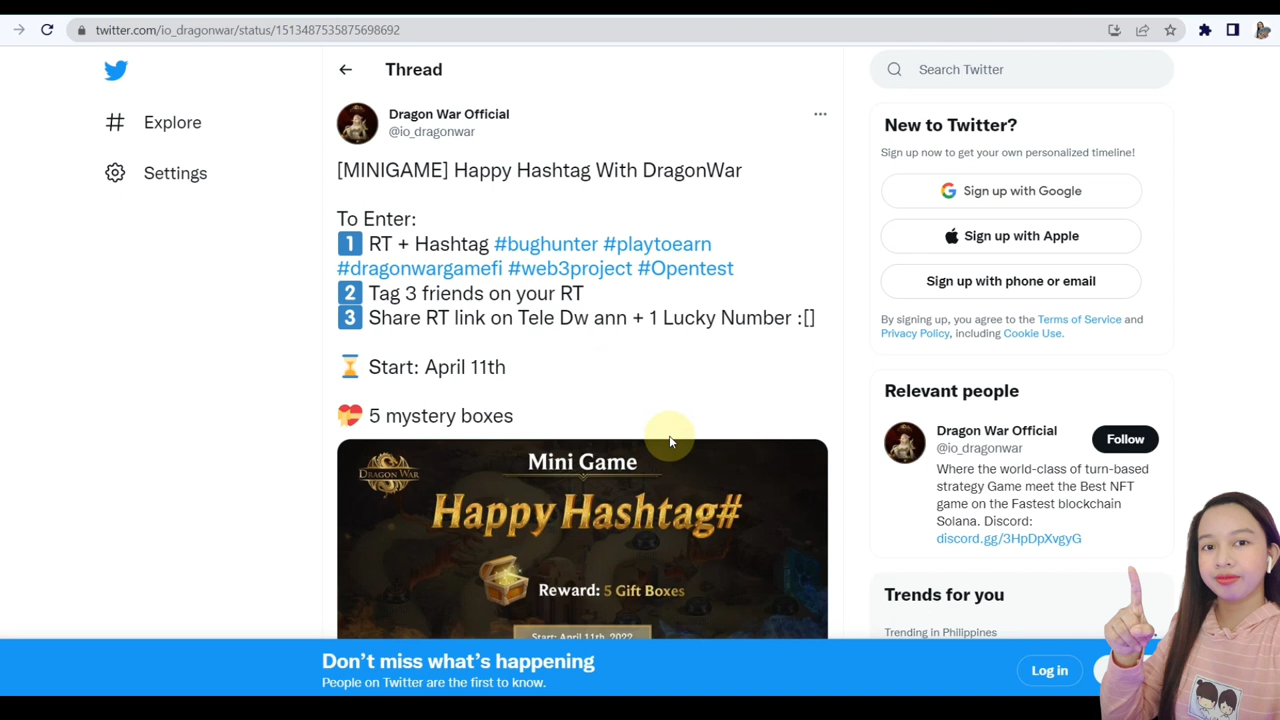 twitter.com/io_dragonwar/status/1513487535875698692
Explore
Settings
Thread
Dragon War Official
@io_dragonwar
[MINIGAME] Happy Hashtag With DragonWar
To Enter:
1 RT + Hashtag #bughunter #playtoearn
#dragonwargamefi #web3project #Opentest
2 Tag 3 friends on your RT
3 Share RT link on Tele Dw ann + 1 Lucky Number :[]
Start: April 11th
5 mystery boxes
DRAGON WAR
Mini Game
Happy Hashtag#
Reward: 5 Gift Boxes
Start: April 11th, 2022
Search Twitter
New to Twitter?
Sign up now to get your own personalized timeline!
Sign up with Google
Sign up with Apple
Sign up with phone or email
By signing up, you agree to the Terms of Service and
Privacy Policy, including Cookie Use.
Relevant people
Dragon War Official
@io_dragonwar
Follow
Where the world-class of turn-based
strategy Game meet the Best NFT
game on the Fastest blockchain
Solana. Discord:
discord.gg/3HpDpXvgyG
Trends for you
Trending in Philippines
Don't miss what's happening
People on Twitter are the first to know.
Log in